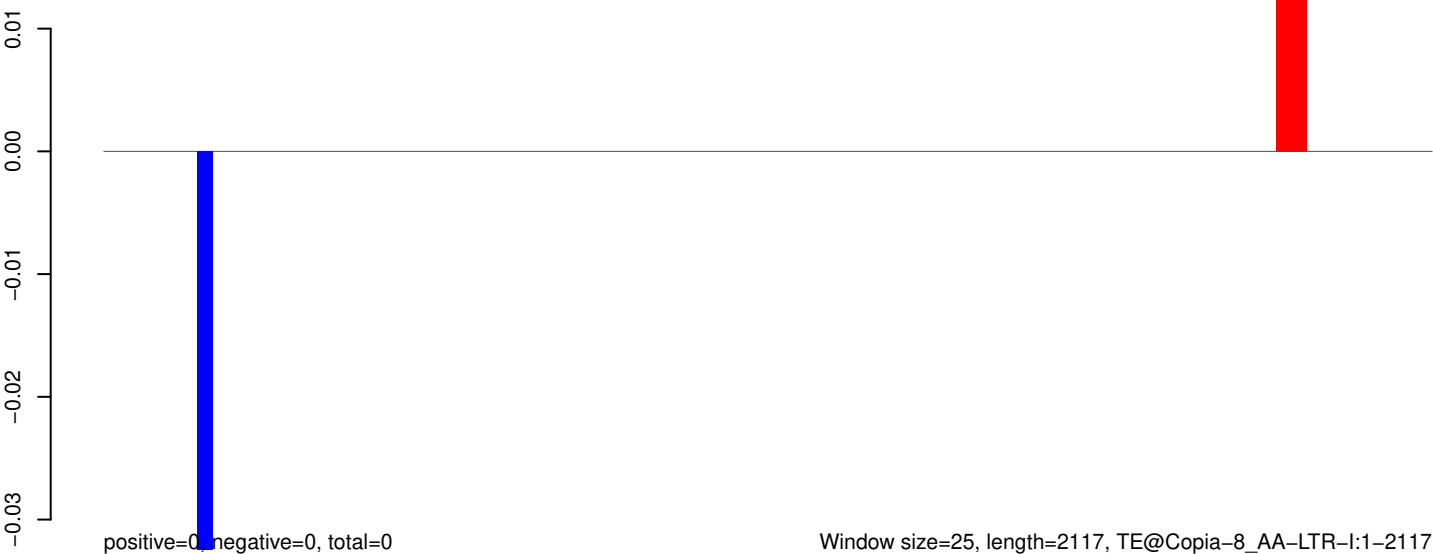 0.01
0.00
−0.01
−0.02
−0.03
positive=0, negative=0, total=0
Window size=25, length=2117, TE@Copia−8_AA−LTR−I:1−2117